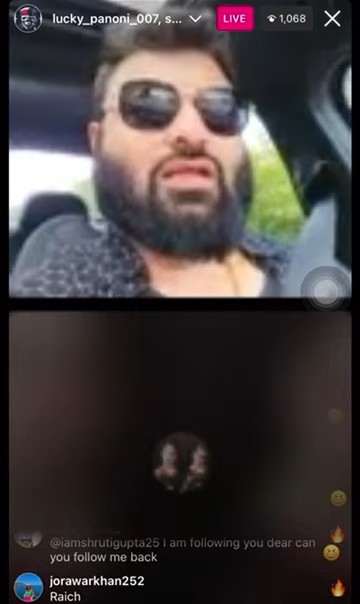 lucky_panoni_007, s...
LIVE
1,068
@iamshrutigupta25 i am following you dear can
you follow me back
jorawarkhan252
Raich